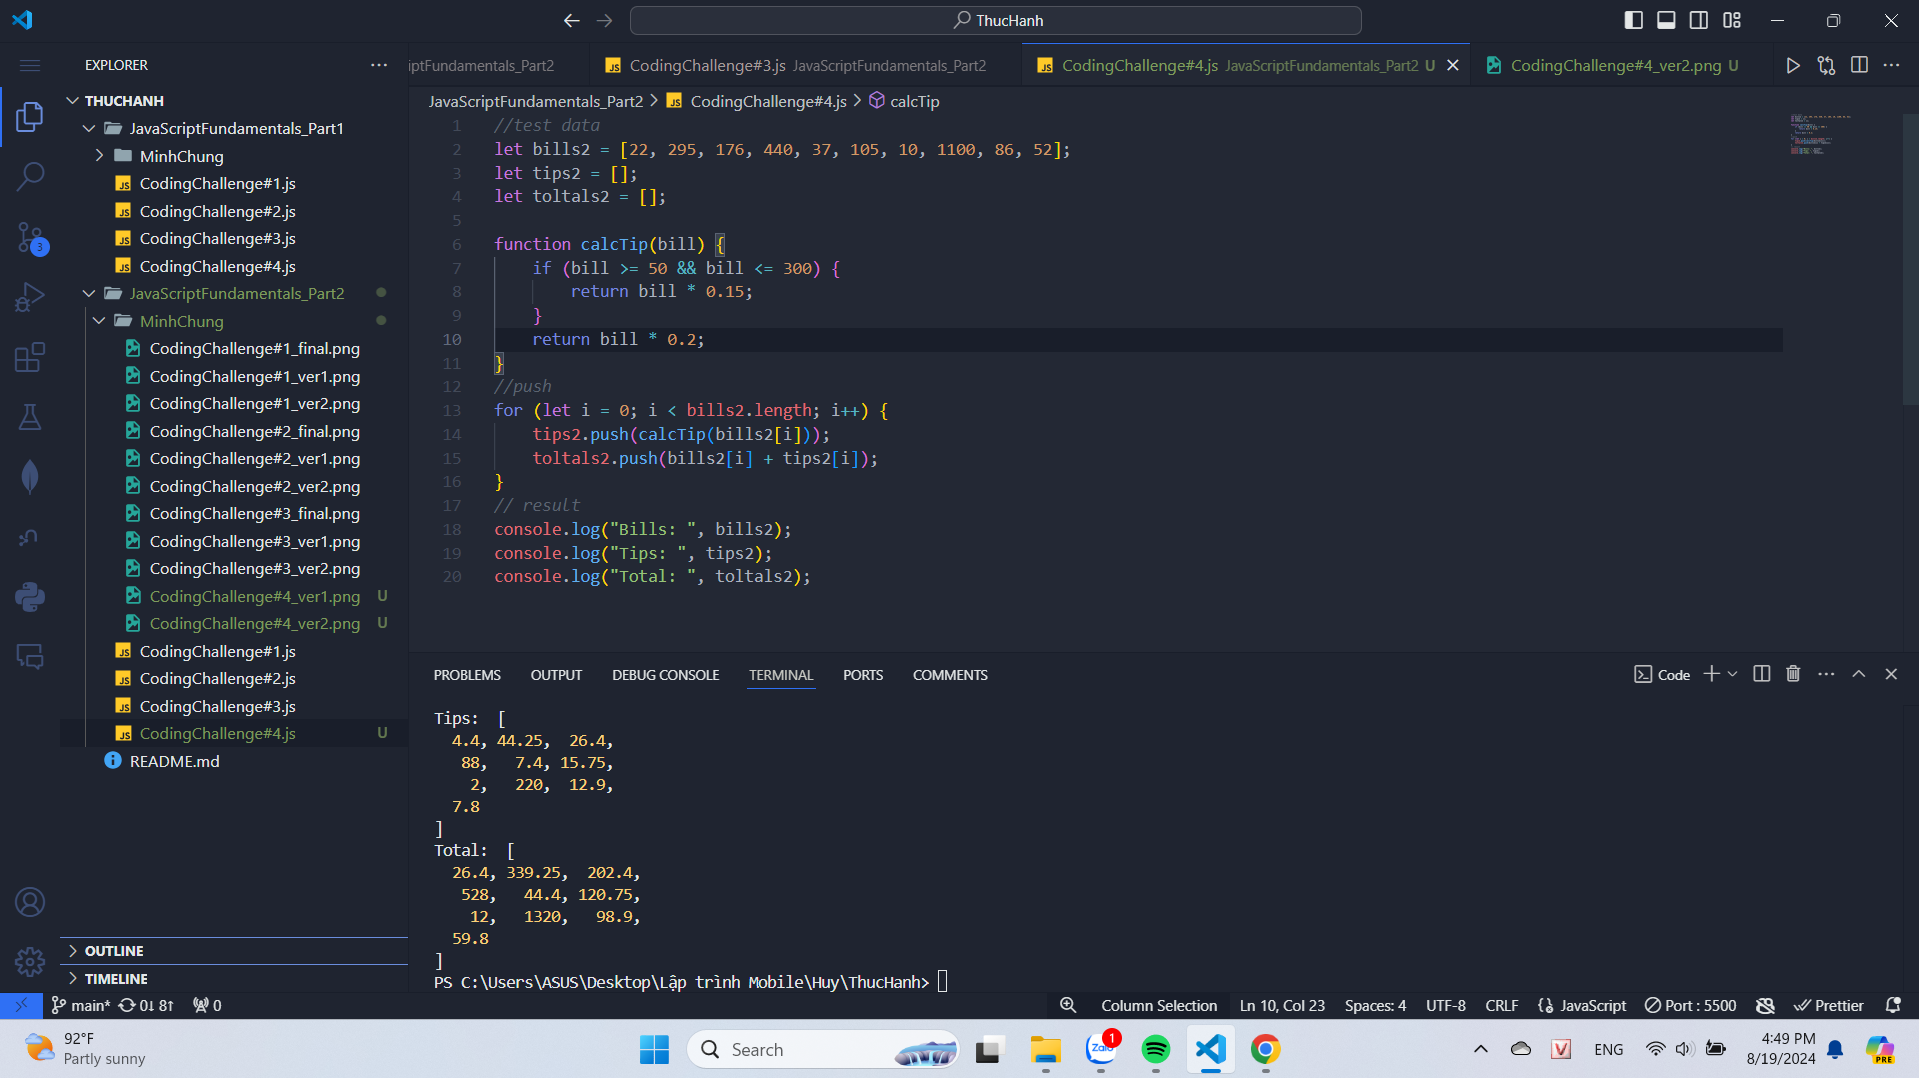 ThucHanh
EXPLORER
THUCHANH
JavaScriptFundamentals_Part1
MinhChung
CodingChallenge#1.js
CodingChallenge#2.js
CodingChallenge#3.js
CodingChallenge#4.js
JavaScriptFundamentals_Part2
MinhChung
CodingChallenge#1_final.png
CodingChallenge#1_ver1.png
CodingChallenge#1_ver2.png
CodingChallenge#2_final.png
CodingChallenge#2_ver1.png
CodingChallenge#2_ver2.png
CodingChallenge#3_final.png
CodingChallenge#3_ver1.png
CodingChallenge#3_ver2.png
CodingChallenge#4_ver1.png U
CodingChallenge#4_ver2.png U
CodingChallenge#1.js
CodingChallenge#2.js
CodingChallenge#3.js
CodingChallenge#4.js U
README.md
OUTLINE
TIMELINE
3
iptFundamentals_Part2
CodingChallenge#3.js JavaScriptFundamentals_Part2
CodingChallenge#4.js JavaScriptFundamentals_Part2 U
CodingChallenge#4_ver2.png U
JavaScriptFundamentals_Part2 > CodingChallenge#4.js > calcTip
1 //test data
2 let bills2 = [22, 295, 176, 440, 37, 105, 10, 1100, 86, 52];
3 let tips2 = [];
4 let toltals2 = [];
5
6 function calcTip(bill) {
7 if (bill >= 50 && bill <= 300) {
8 return bill * 0.15;
9 }
10 return bill * 0.2;
11 }
12 //push
13 for (let i = 0; i < bills2.length; i++) {
14 tips2.push(calcTip(bills2[i]));
15 toltals2.push(bills2[i] + tips2[i]);
16 }
17 // result
18 console.log("Bills: ", bills2);
19 console.log("Tips: ", tips2);
20 console.log("Total: ", toltals2);
PROBLEMS OUTPUT DEBUG CONSOLE TERMINAL PORTS COMMENTS
Code
Tips: [
4.4, 44.25, 26.4,
88, 7.4, 15.75,
2, 220, 12.9,
7.8
]
Total: [
26.4, 339.25, 202.4,
528, 44.4, 120.75,
12, 1320, 98.9,
59.8
]
PS C:\Users\ASUS\Desktop\Lập trình Mobile\Huy\ThucHanh>
main* 0↓ 8↑ 0
Column Selection Ln 10, Col 23 Spaces: 4 UTF-8 CRLF JavaScript Port : 5500 Prettier
92°F
Partly sunny
Search
Zalo
1
ENG
4:49 PM
8/19/2024
PRE